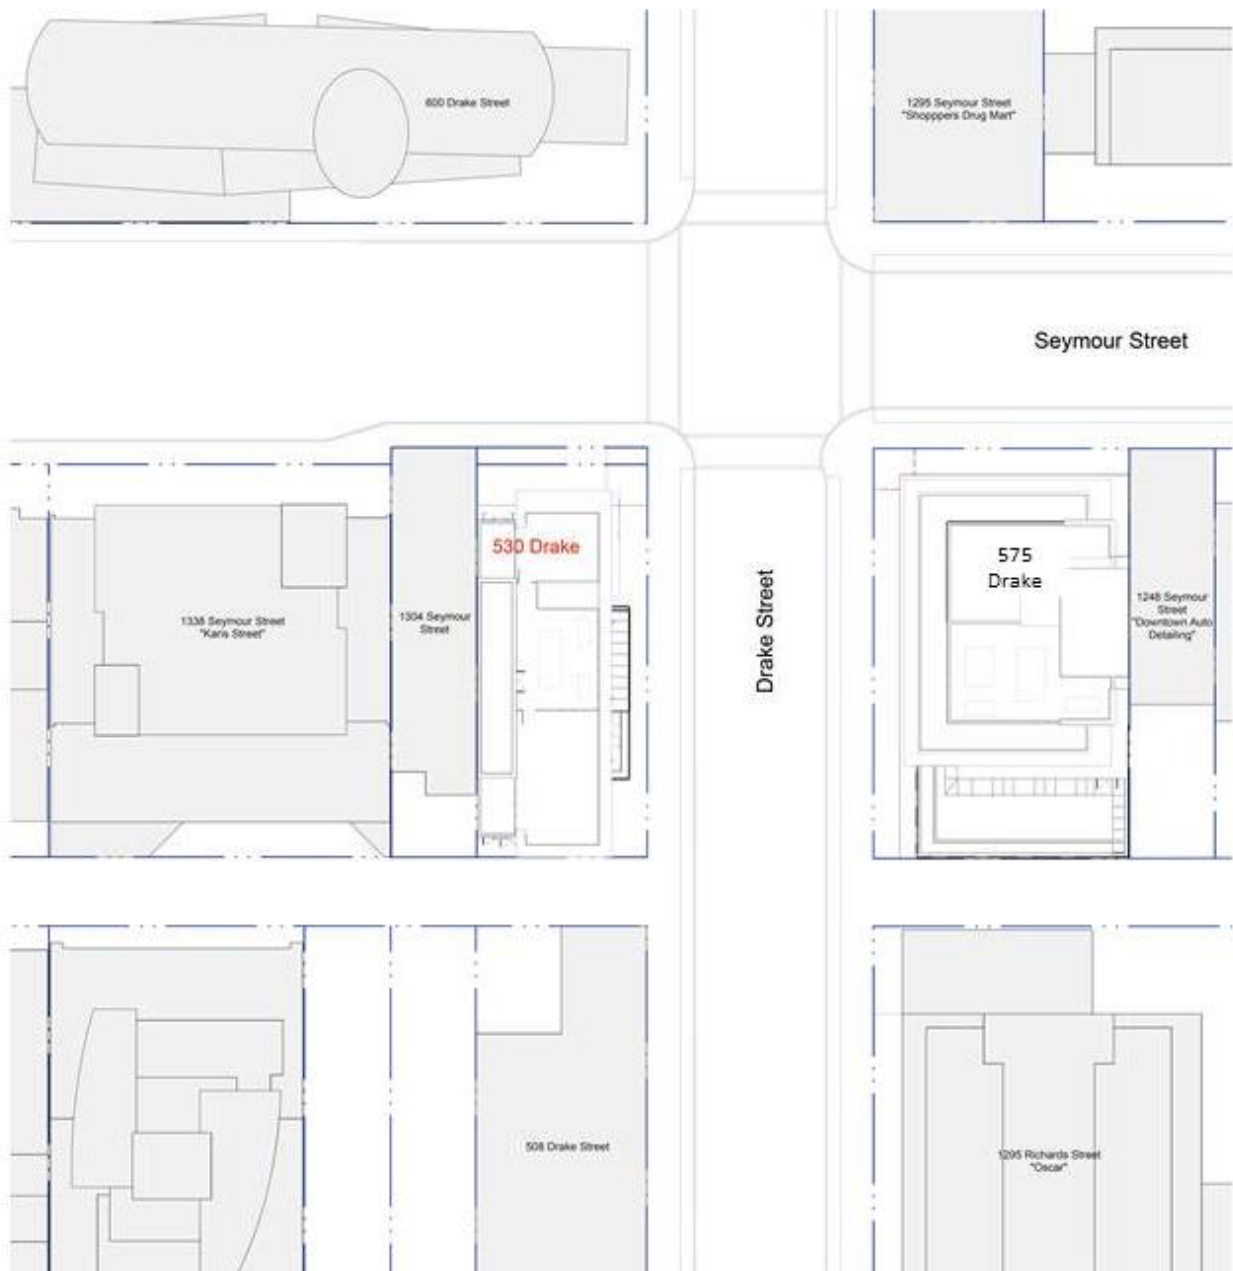 600 Drake Street
1295 Seymour Street
"Shopppers Drug Mart"
Seymour Street
530 Drake
575
Drake
1338 Seymour Street
"Karis Street"
1304 Seymour
Street
Drake Street
1248 Seymour
Street
"Downtown Auto
Detailing"
508 Drake Street
1295 Richards Street
"Oscar"